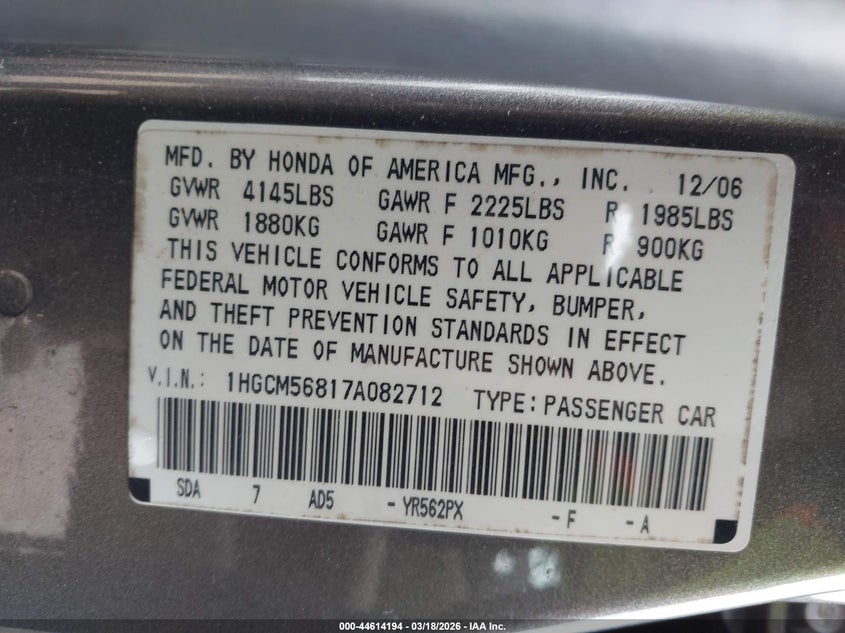 MFD. BY HONDA OF AMERICA MFG., INC. 12/06
GVWR 4145LBS GAWR F 2225LBS R 1985LBS
GVWR 1880KG GAWR F 1010KG R 900KG
THIS VEHICLE CONFORMS TO ALL APPLICABLE
FEDERAL MOTOR VEHICLE SAFETY, BUMPER,
AND THEFT PREVENTION STANDARDS IN EFFECT
ON THE DATE OF MANUFACTURE SHOWN ABOVE.
V.I.N.: 1HGCM56817A082712 TYPE: PASSENGER CAR
SDA 7 AD5 - YR562PX - F - A
000-44614194 - 03/18/2026 - IAA Inc.